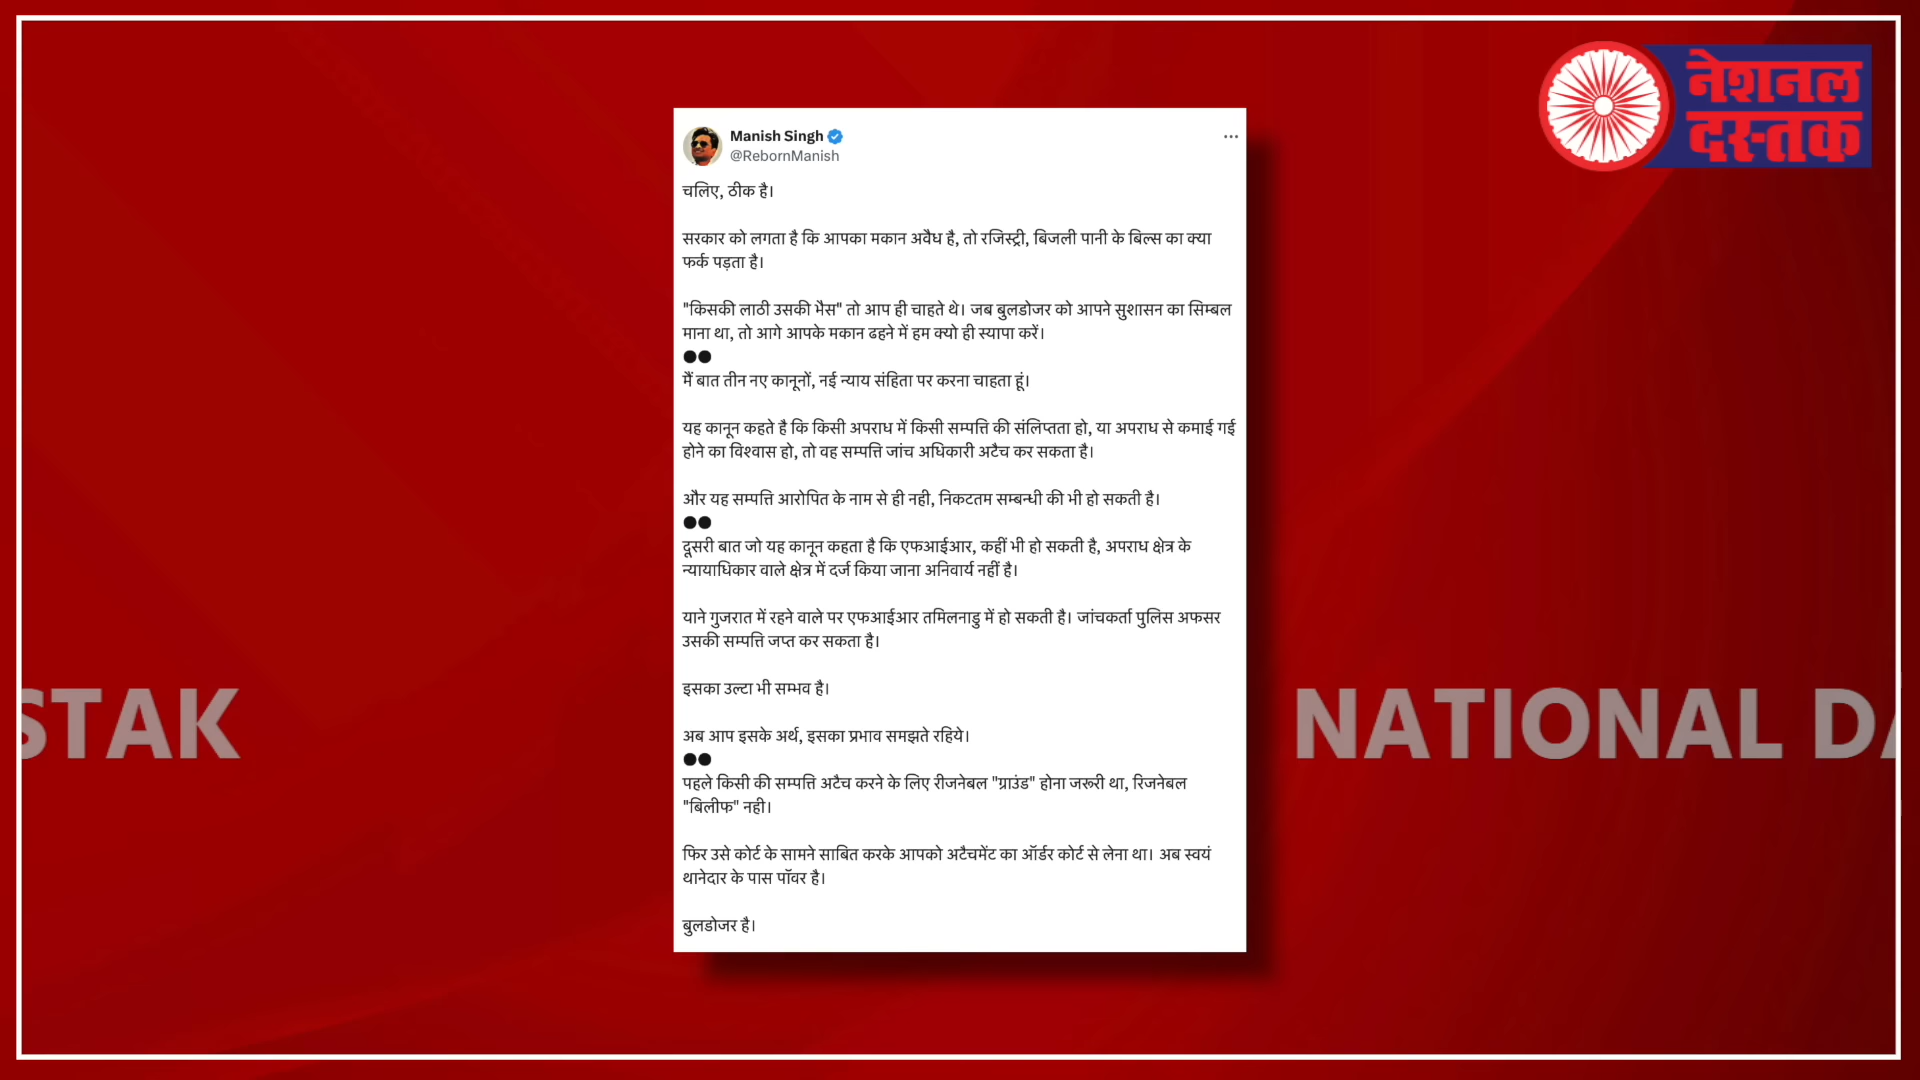 नेशनल
दस्तक
Manish Singh
@RebornManish
चलिए, ठीक है।
सरकार को लगता है कि आपका मकान अवैध है, तो रजिस्ट्री, बिजली पानी के बिल्स का क्या
फर्क पड़ता है।
"किसकी लाठी उसकी भैस" तो आप ही चाहते थे। जब बुलडोजर को आपने सुशासन का सिम्बल
माना था, तो आगे आपके मकान ढहने में हम क्यो ही स्यापा करें।
●●
मैं बात तीन नए कानूनों, नई न्याय संहिता पर करना चाहता हूं।
यह कानून कहते है कि किसी अपराध में किसी सम्पत्ति की संलिप्तता हो, या अपराध से कमाई गई
होने का विश्वास हो, तो वह सम्पत्ति जांच अधिकारी अटैच कर सकता है।
और यह सम्पत्ति आरोपित के नाम से ही नही, निकटतम सम्बन्धी की भी हो सकती है।
●●
दूसरी बात जो यह कानून कहता है कि एफआईआर, कहीं भी हो सकती है, अपराध क्षेत्र के
न्यायाधिकार वाले क्षेत्र में दर्ज किया जाना अनिवार्य नहीं है।
याने गुजरात में रहने वाले पर एफआईआर तमिलनाडु में हो सकती है। जांचकर्ता पुलिस अफसर
उसकी सम्पत्ति जप्त कर सकता है।
इसका उल्टा भी सम्भव है।
अब आप इसके अर्थ, इसका प्रभाव समझते रहिये।
●●
पहले किसी की सम्पत्ति अटैच करने के लिए रीजनेबल "ग्राउंड" होना जरूरी था, रिजनेबल
"बिलीफ" नही।
फिर उसे कोर्ट के सामने साबित करके आपको अटैचमेंट का ऑर्डर कोर्ट से लेना था। अब स्वयं
थानेदार के पास पॉवर है।
बुलडोजर है।
STAK
NATIONAL DA